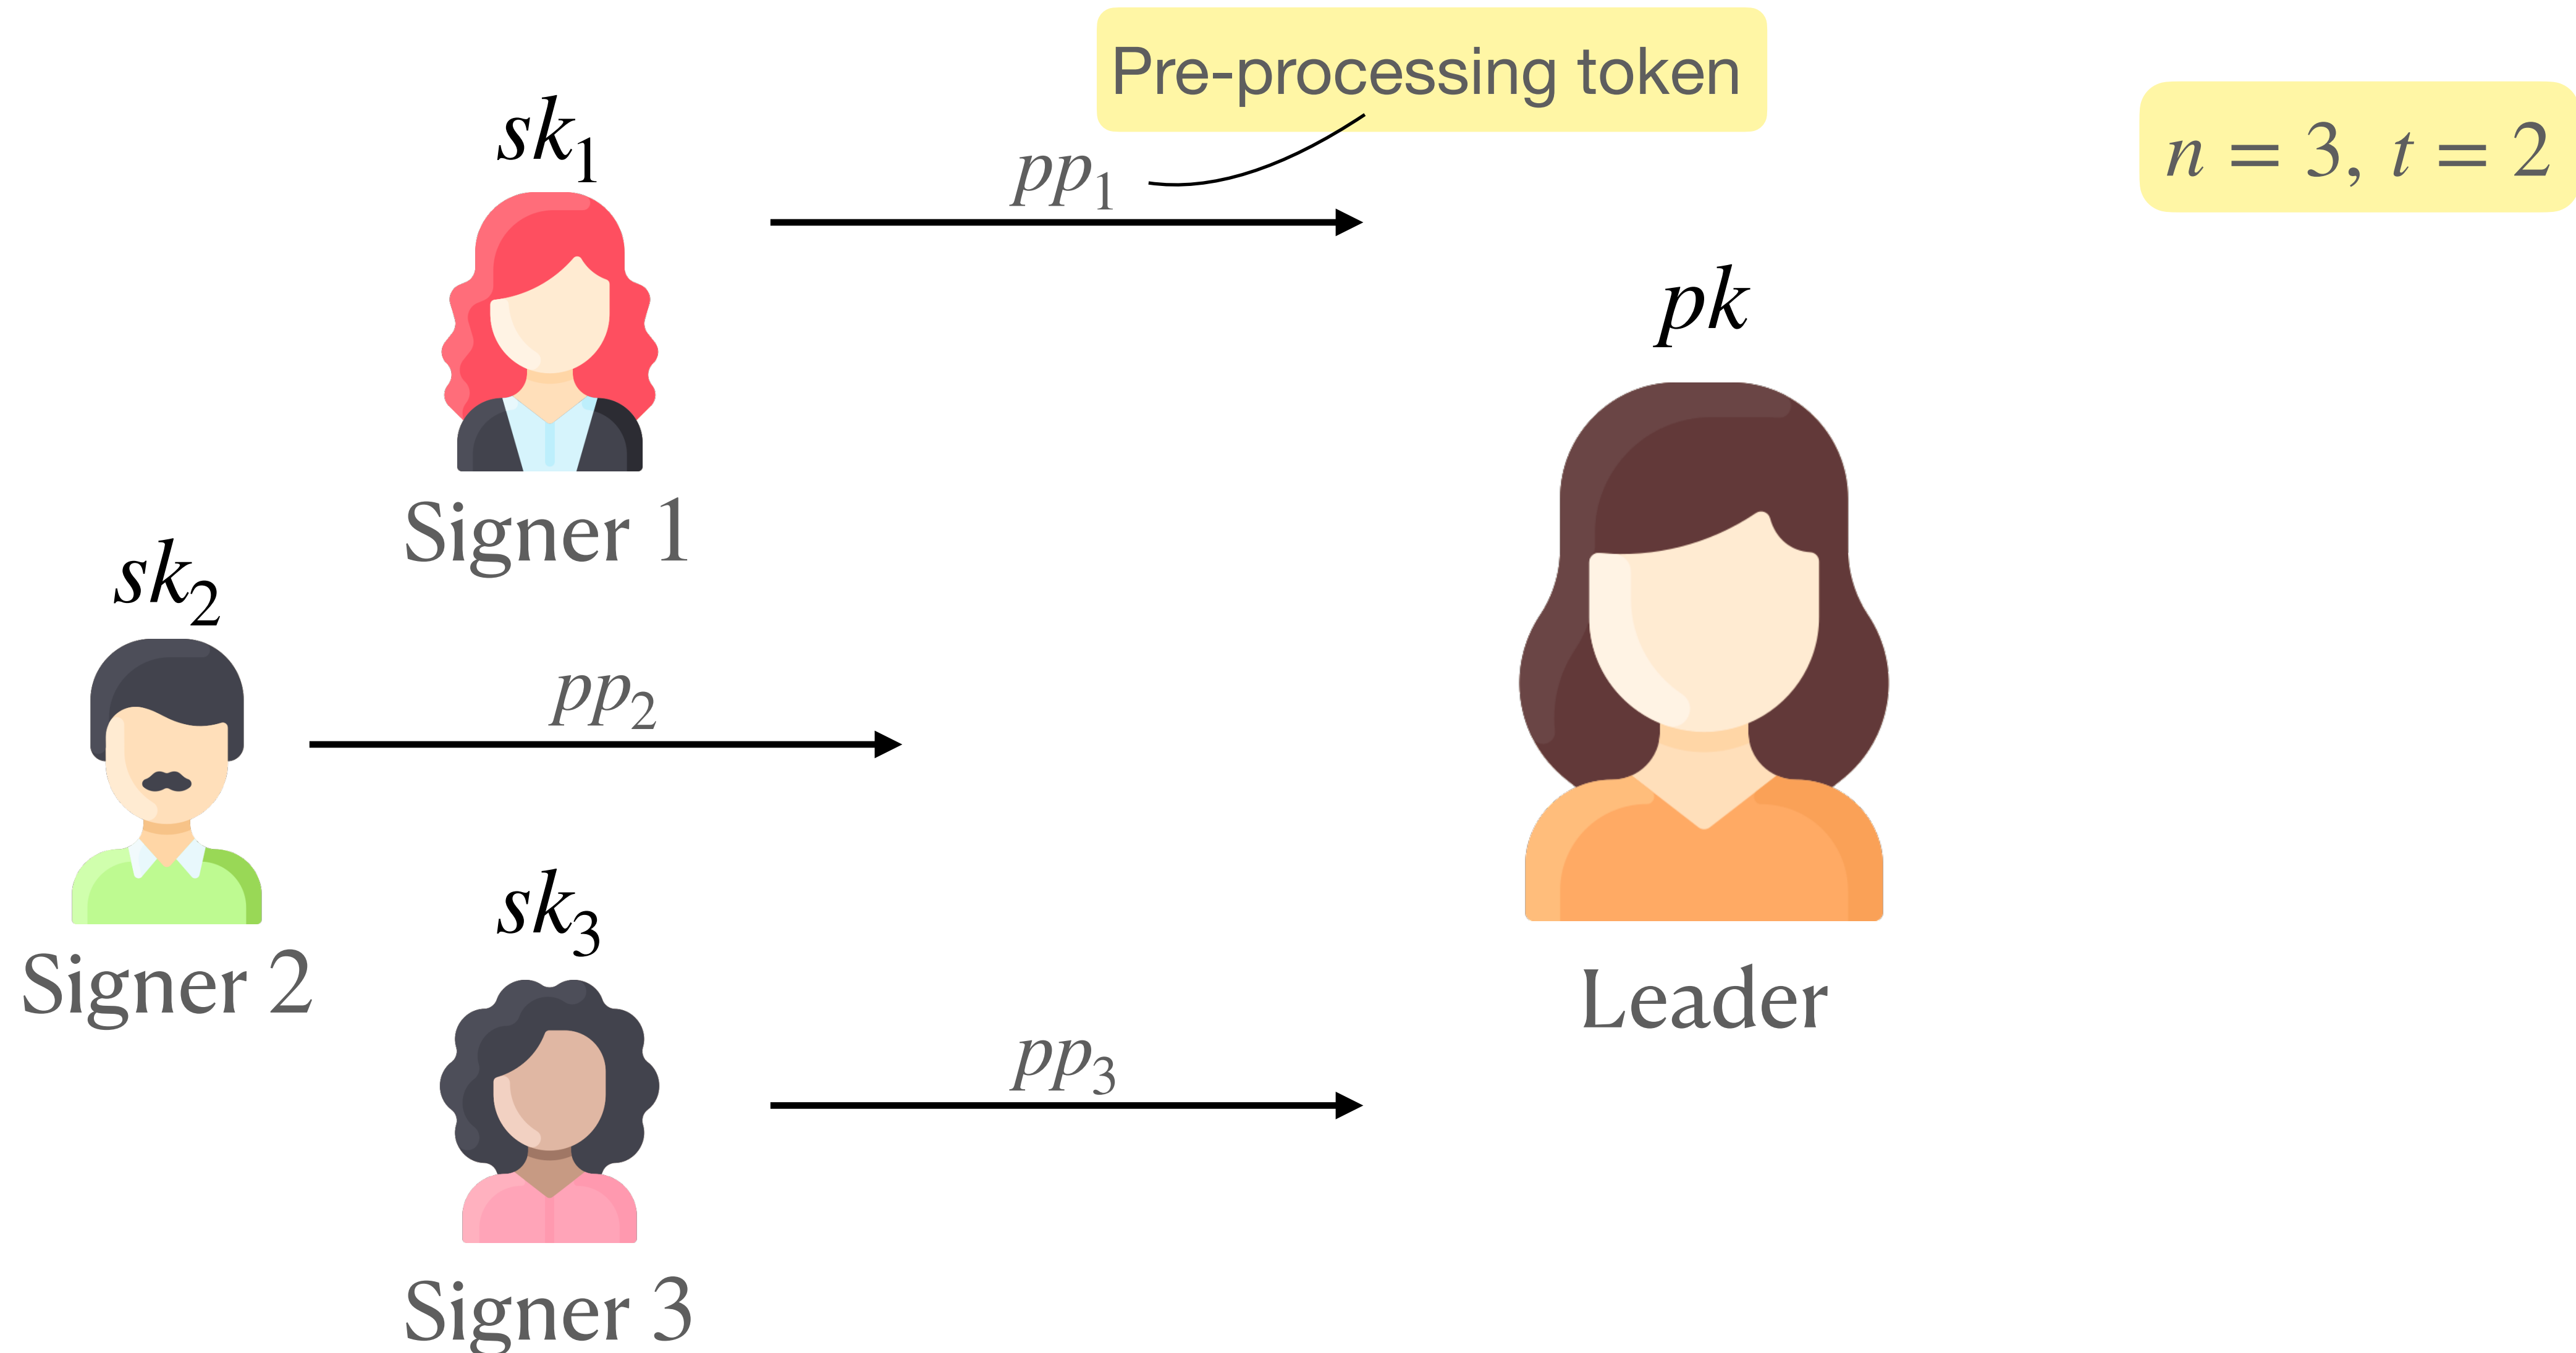 Pre-processing token
n = 3, t = 2
sk₁
pp₁
pk
Signer 1
sk₂
pp₂
sk₃
Signer 2
Leader
pp₃
Signer 3